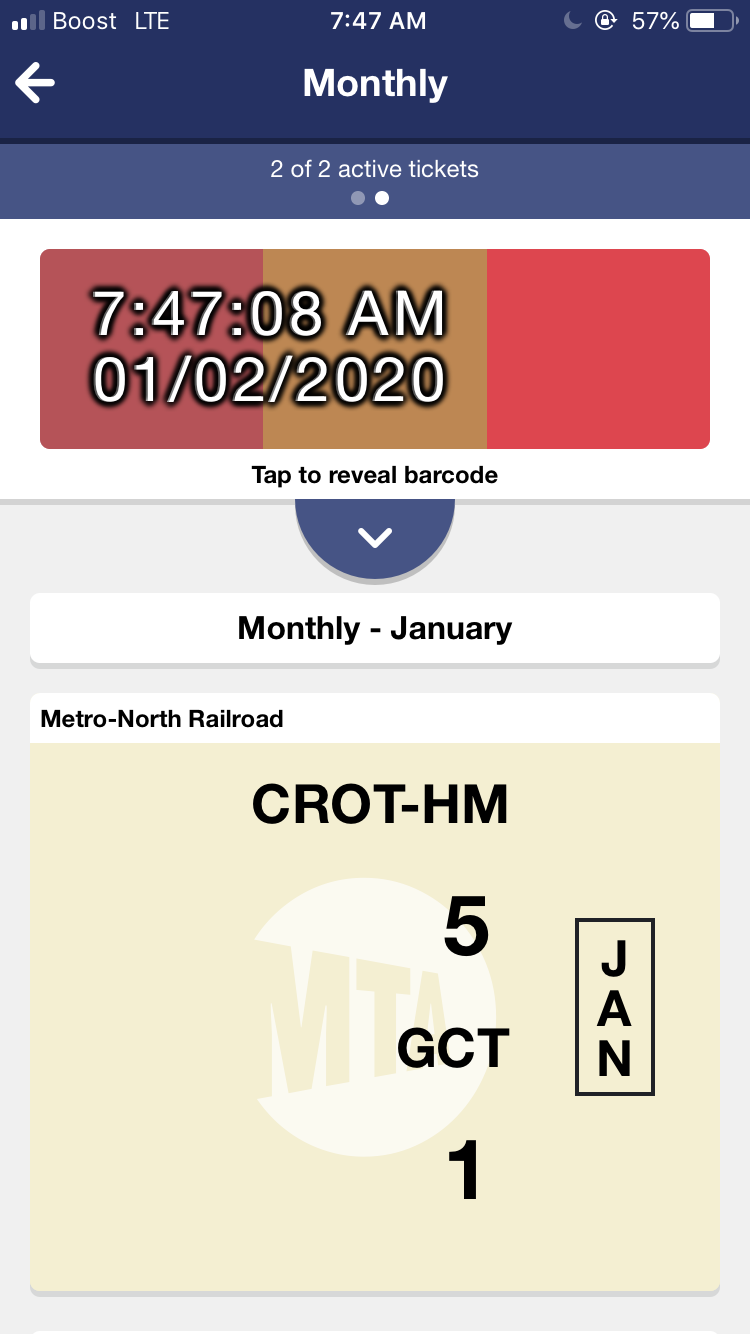 Boost LTE 7:47 AM 57%
Monthly
2 of 2 active tickets
7:47:08 AM
01/02/2020
Tap to reveal barcode
Monthly - January
Metro-North Railroad
CROT-HM
5
MTA
GCT
1
J
A
N